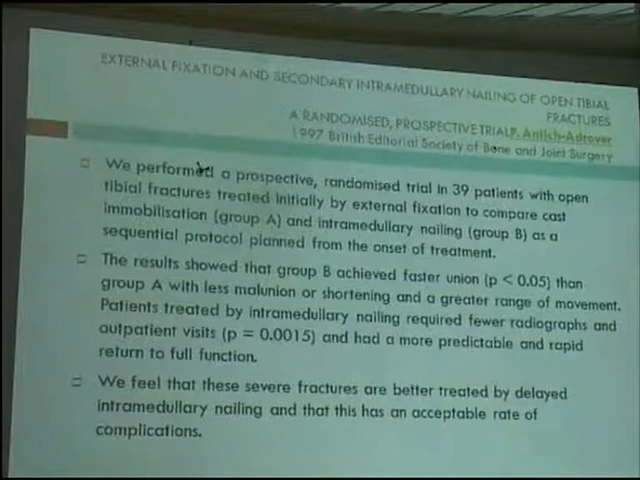 EXTERNAL FIXATION AND SECONDARY INTRAMEDULLARY NAILING OF OPEN TIBIAL
FRACTURES
A RANDOMISED, PROSPECTIVE TRIALP. Antich-Adrover
1997 British Editorial Society of Bone and Joint Surgery
□ We performed a prospective, randomised trial in 39 patients with open
tibial fractures treated initially by external fixation to compare cast
immobilisation (group A) and intramedullary nailing (group B) as a
sequential protocol planned from the onset of treatment.
□ The results showed that group B achieved faster union (p < 0.05) than
group A with less malunion or shortening and a greater range of movement.
Patients treated by intramedullary nailing required fewer radiographs and
outpatient visits (p = 0.0015) and had a more predictable and rapid
return to full function.
□ We feel that these severe fractures are better treated by delayed
intramedullary nailing and that this has an acceptable rate of
complications.